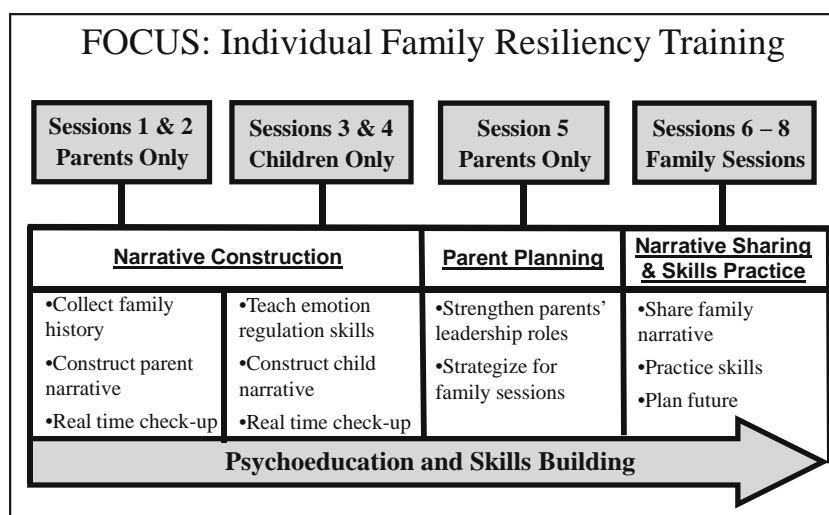 FOCUS: Individual Family Resiliency Training
Sessions 1 & 2
Parents Only
Sessions 3 & 4
Children Only
Session 5
Parents Only
Sessions 6 – 8
Family Sessions
Narrative Construction
Parent Planning
Narrative Sharing
& Skills Practice
•Collect family
history
•Construct parent
narrative
•Real time check-up
•Teach emotion
regulation skills
•Construct child
narrative
•Real time check-up
•Strengthen parents’
leadership roles
•Strategize for
family sessions
•Share family
narrative
•Practice skills
•Plan future
Psychoeducation and Skills Building